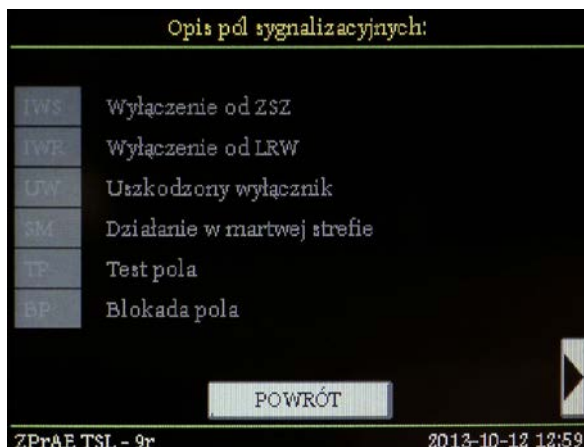 Opis pól sygnalizacyjnych:
IWS Wyłączenie od ZSZ
IWR Wyłączenie od LRW
UW Uszkodzony wyłącznik
SM Działanie w martwej strefie
TP Test pola
BP Blokada pola
POWRÓT
ZPrAE TSL - 9r 2013-10-12 12:53